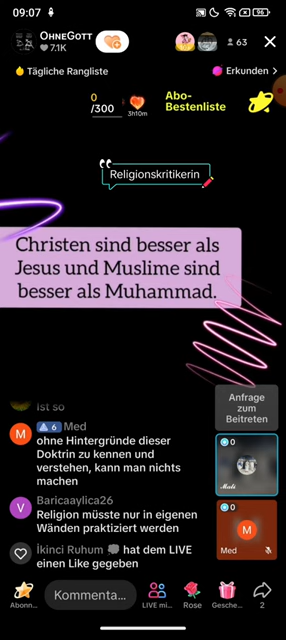 09:07
96
OHNEGOTT
7.1K
63
Tägliche Rangliste
Erkunden >
0
/300
3h10m
Abo-
Bestenliste
Religionskritikerin
Christen sind besser als
Jesus und Muslime sind
besser als Muhammad.
Anfrage
zum
Beitreten
ist so
6 Med
ohne Hintergründe dieser
Doktrin zu kennen und
verstehen, kann man nichts
machen
0
Mali
V
Baricaaylica26
Religion müsste nur in eigenen
Wänden praktiziert werden
0
M
Med
İkinci Ruhum 💭 hat dem LIVE
einen Like gegeben
Abonn...
Kommenta...
LIVE mi...
Rose
Gesche...
2